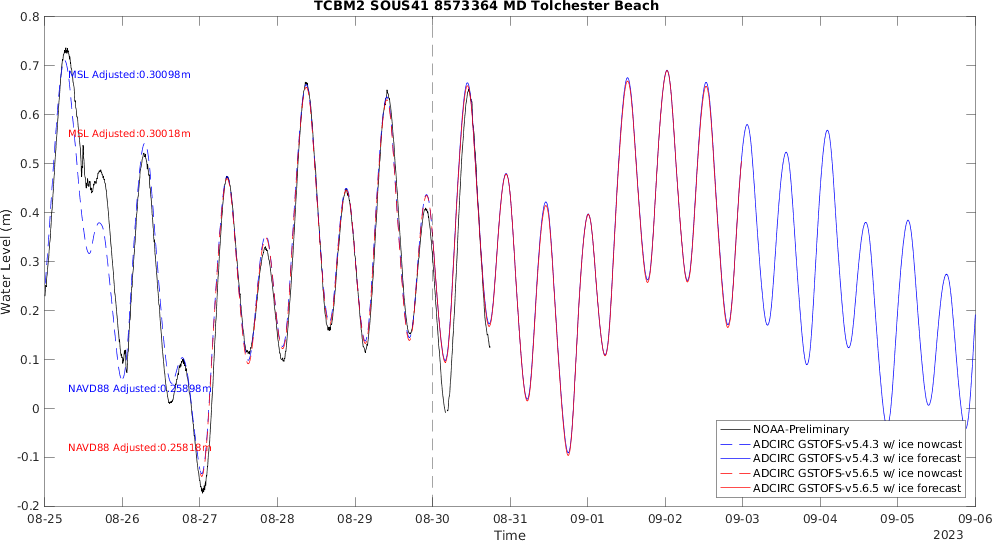 TCBM2 SOUS41 8573364 MD Tolchester Beach
0.8
0.7
0.6
0.5
0.4
0.3
0.2
0.1
0
-0.1
-0.2
Water Level (m)
MSL Adjusted:0.30098m
MSL Adjusted:0.30018m
NAVD88 Adjusted:0.25898m
NAVD88 Adjusted:0.25818m
NOAA-Preliminary
ADCIRC GSTOFS-v5.4.3 w/ ice nowcast
ADCIRC GSTOFS-v5.4.3 w/ ice forecast
ADCIRC GSTOFS-v5.6.5 w/ ice nowcast
ADCIRC GSTOFS-v5.6.5 w/ ice forecast
08-25 08-26 08-27 08-28 08-29 08-30 08-31 09-01 09-02 09-03 09-04 09-05 09-06
Time
2023